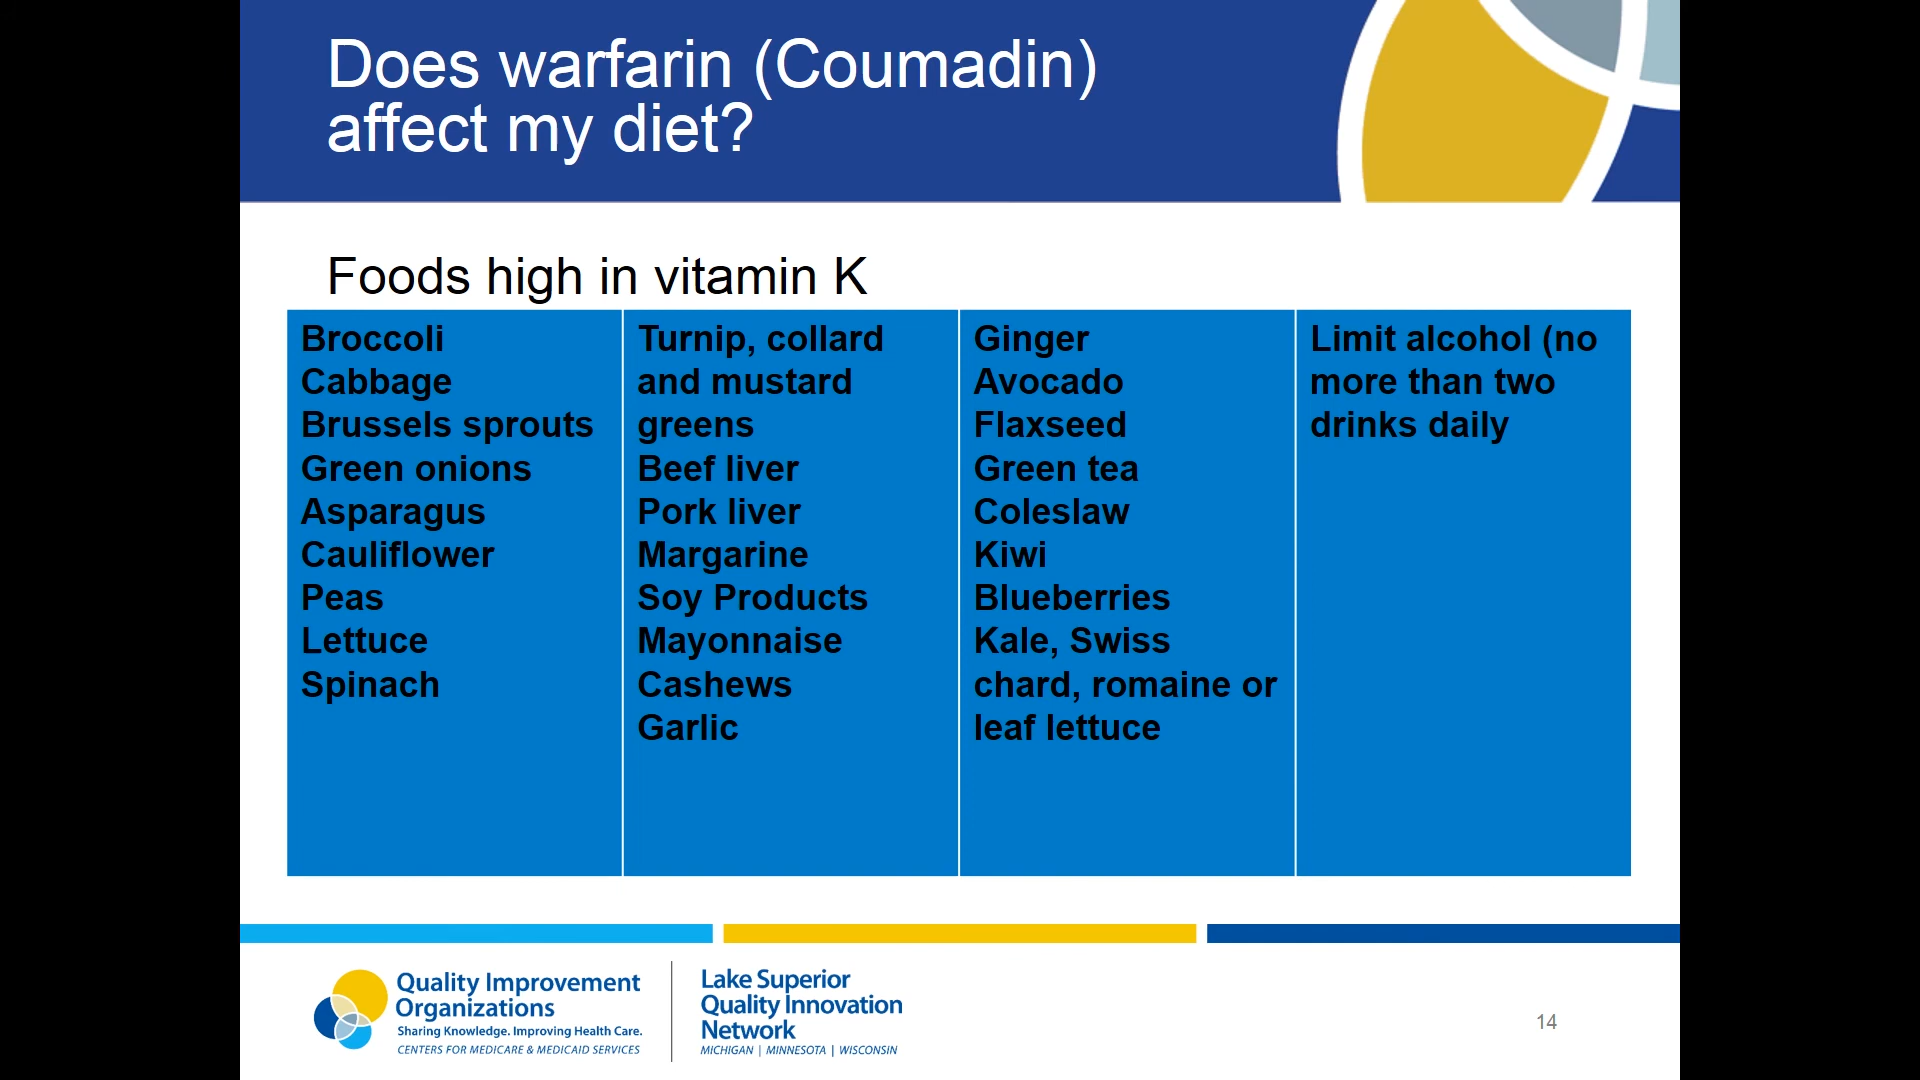 Does warfarin (Coumadin)
affect my diet?
Foods high in vitamin K
Broccoli
Cabbage
Brussels sprouts
Green onions
Asparagus
Cauliflower
Peas
Lettuce
Spinach
Turnip, collard
and mustard
greens
Beef liver
Pork liver
Margarine
Soy Products
Mayonnaise
Cashews
Garlic
Ginger
Avocado
Flaxseed
Green tea
Coleslaw
Kiwi
Blueberries
Kale, Swiss
chard, romaine or
leaf lettuce
Limit alcohol (no
more than two
drinks daily
Quality Improvement
Organizations
Sharing Knowledge. Improving Health Care.
CENTERS FOR MEDICARE & MEDICAID SERVICES
Lake Superior
Quality Innovation
Network
MICHIGAN | MINNESOTA | WISCONSIN
14